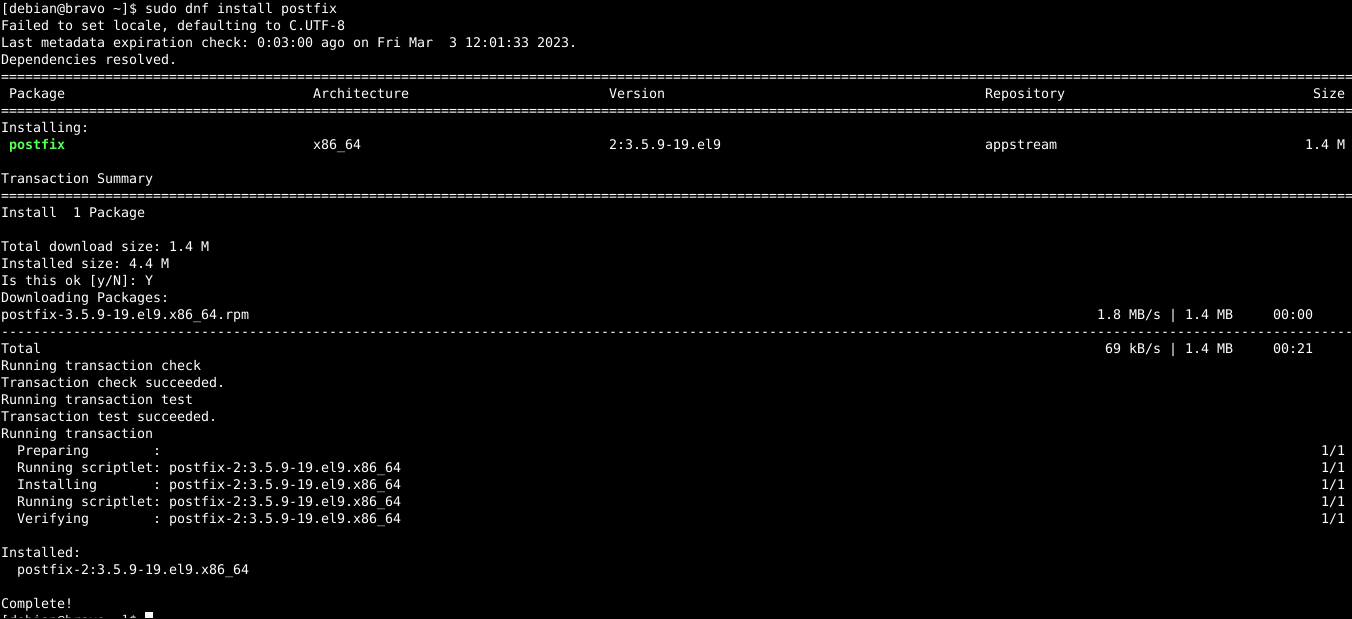 [debian@bravo ~]$ sudo dnf install postfix
Failed to set locale, defaulting to C.UTF-8
Last metadata expiration check: 0:03:00 ago on Fri Mar  3 12:01:33 2023.
Dependencies resolved.
Package Architecture Version Repository Size
Installing:
postfix x86_64 2:3.5.9-19.el9 appstream 1.4 M
Transaction Summary
Install  1 Package
Total download size: 1.4 M
Installed size: 4.4 M
Is this ok [y/N]: Y
Downloading Packages:
postfix-3.5.9-19.el9.x86_64.rpm 1.8 MB/s | 1.4 MB 00:00
Total 69 kB/s | 1.4 MB 00:21
Running transaction check
Transaction check succeeded.
Running transaction test
Transaction test succeeded.
Running transaction
Preparing : 1/1
Running scriptlet: postfix-2:3.5.9-19.el9.x86_64 1/1
Installing : postfix-2:3.5.9-19.el9.x86_64 1/1
Running scriptlet: postfix-2:3.5.9-19.el9.x86_64 1/1
Verifying : postfix-2:3.5.9-19.el9.x86_64 1/1
Installed:
postfix-2:3.5.9-19.el9.x86_64
Complete!
[debian@bravo ~]$